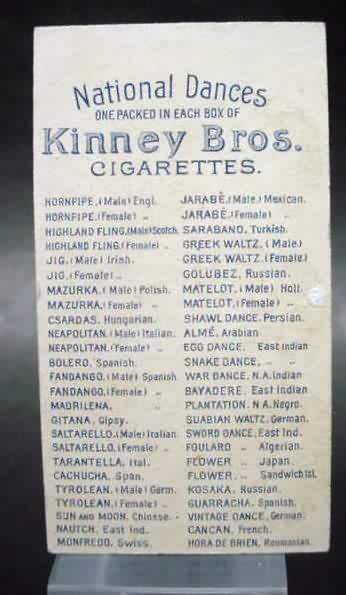 National Dances
ONE PACKED IN EACH BOX OF
Kinney Bros.
CIGARETTES.
HORNPIPE, (Male) Engl.
HORNPIPE, (Female) „
HIGHLAND FLING, (Male) Scotch.
HIGHLAND FLING, (Female) „
JIG, (Male) Irish.
JIG, (Female) „
MAZURKA, (Male) Polish.
MAZURKA, (Female) „
CSARDAS, Hungarian.
NEAPOLITAN, (Male) Italian.
NEAPOLITAN, (Female) „
BOLERO, Spanish.
FANDANGO, (Male) Spanish.
FANDANGO, (Female) „
MADRILENA, „
GITANA, Gipsy.
SALTARELLO, (Male) Italian.
SALTARELLO, (Female) „
TARANTELLA, Ital.
CACHUCHA, Span.
TYROLEAN, (Male) Germ.
TYROLEAN, (Female) „
SUN AND MOON, Chinese.
NAUTCH, East Ind.
MONFREDO, Swiss.
JARABÈ, (Male) Mexican.
JARABÈ, (Female) „
SARABAND, Turkish.
GREEK WALTZ, (Male)
GREEK WALTZ, (Female)
GOLUBEZ, Russian.
MATELOT, (Male) Holl.
MATELOT, (Female) „
SHAWL DANCE, Persian.
ALMÉ, Arabian
EGG DANCE, East Indian
SNAKE DANCE, „ „
WAR DANCE, N.A. Indian
BAYADERE, East Indian
PLANTATION, N.A. Negro.
SUABIAN WALTZ, German.
SWORD DANCE, East Ind.
FOULARD „ Algerian.
FLOWER „ Japan.
FLOWER „ Sandwich Isl.
KOSAKA, Russian.
GUARRACHA, Spanish.
VINTAGE DANCE, German.
CANCAN, French.
HORA DE BRIEN, Roumanian.